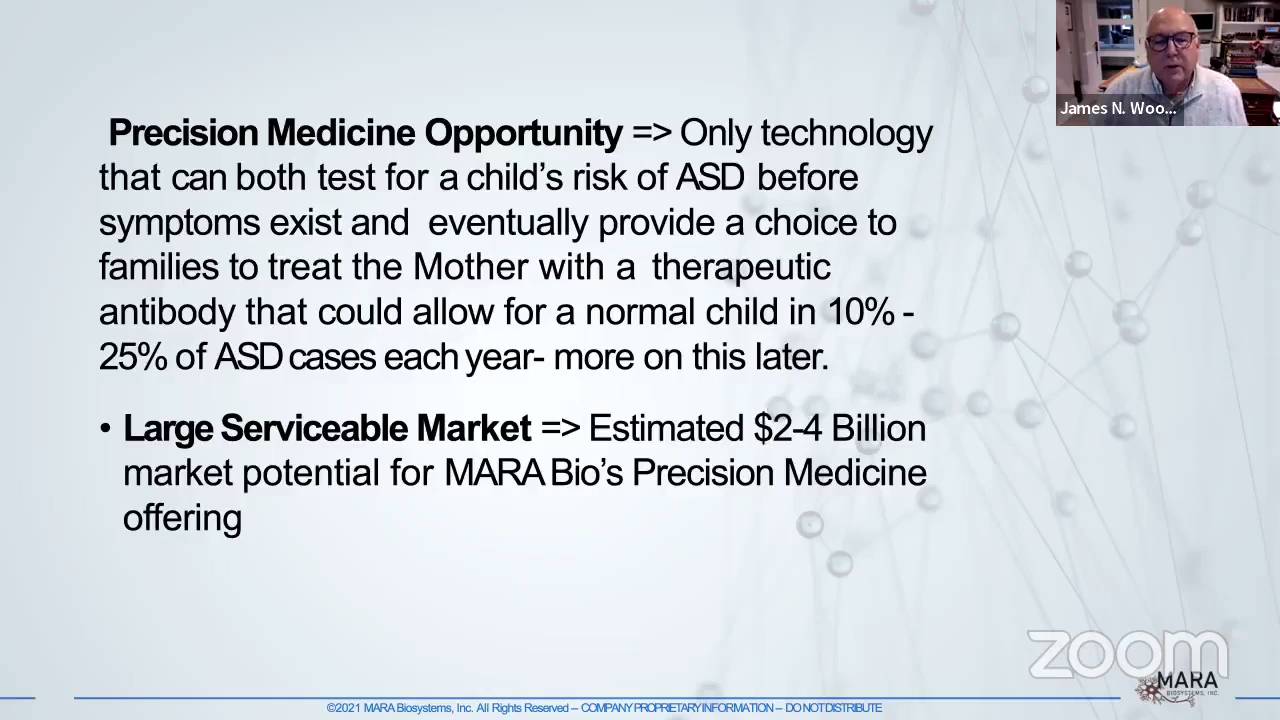 James N. Woo...
Precision Medicine Opportunity => Only technology
that can both test for a child’s risk of ASD before
symptoms exist and eventually provide a choice to
families to treat the Mother with a therapeutic
antibody that could allow for a normal child in 10% -
25% of ASD cases each year- more on this later.
• Large Serviceable Market => Estimated $2-4 Billion
market potential for MARA Bio’s Precision Medicine
offering
zoom
MARA
BIOSYSTEMS, INC.
©2021 MARA Biosystems, Inc. All Rights Reserved – COMPANY PROPRIETARY INFORMATION – DO NOT DISTRIBUTE